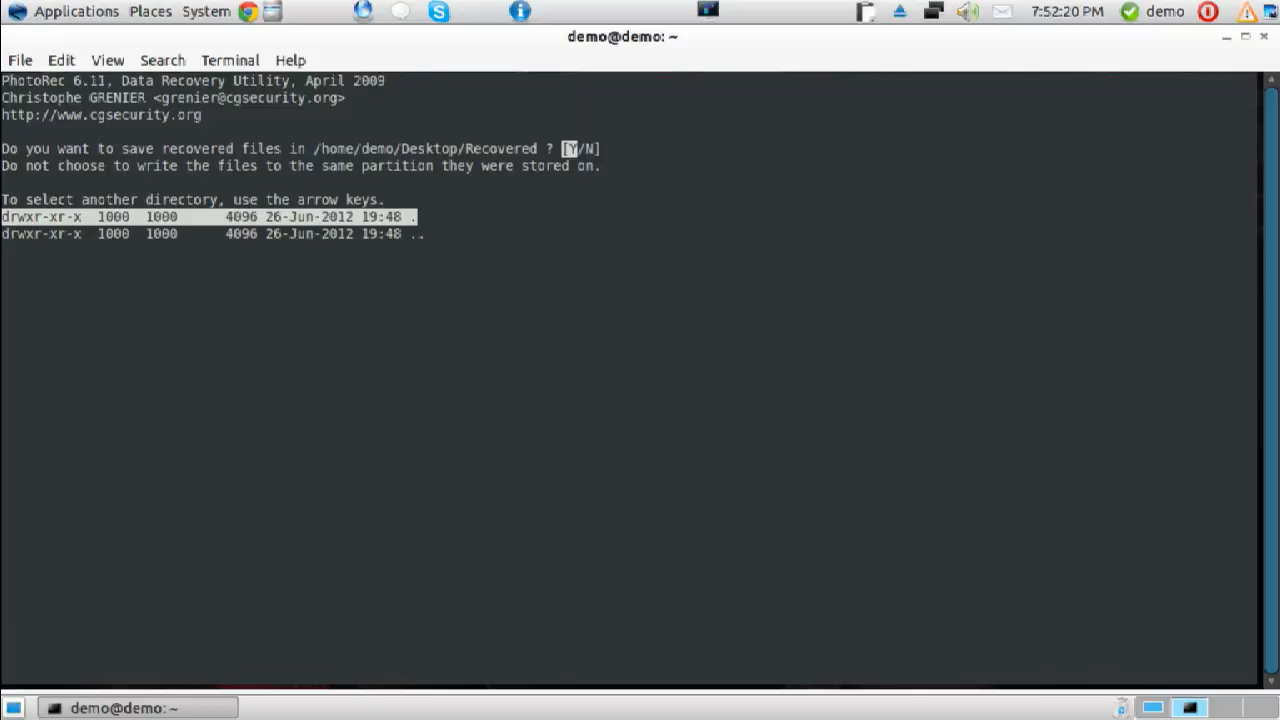 Applications Places System 7:52:20 PM demo
demo@demo: ~
File Edit View Search Terminal Help
PhotoRec 6.11, Data Recovery Utility, April 2009
Christophe GRENIER <grenier@cgsecurity.org>
http://www.cgsecurity.org
Do you want to save recovered files in /home/demo/Desktop/Recovered ? [Y/N]
Do not choose to write the files to the same partition they were stored on.
To select another directory, use the arrow keys.
drwxr-xr-x 1000 1000 4096 26-Jun-2012 19:48 .
drwxr-xr-x 1000 1000 4096 26-Jun-2012 19:48 ..
demo@demo: ~